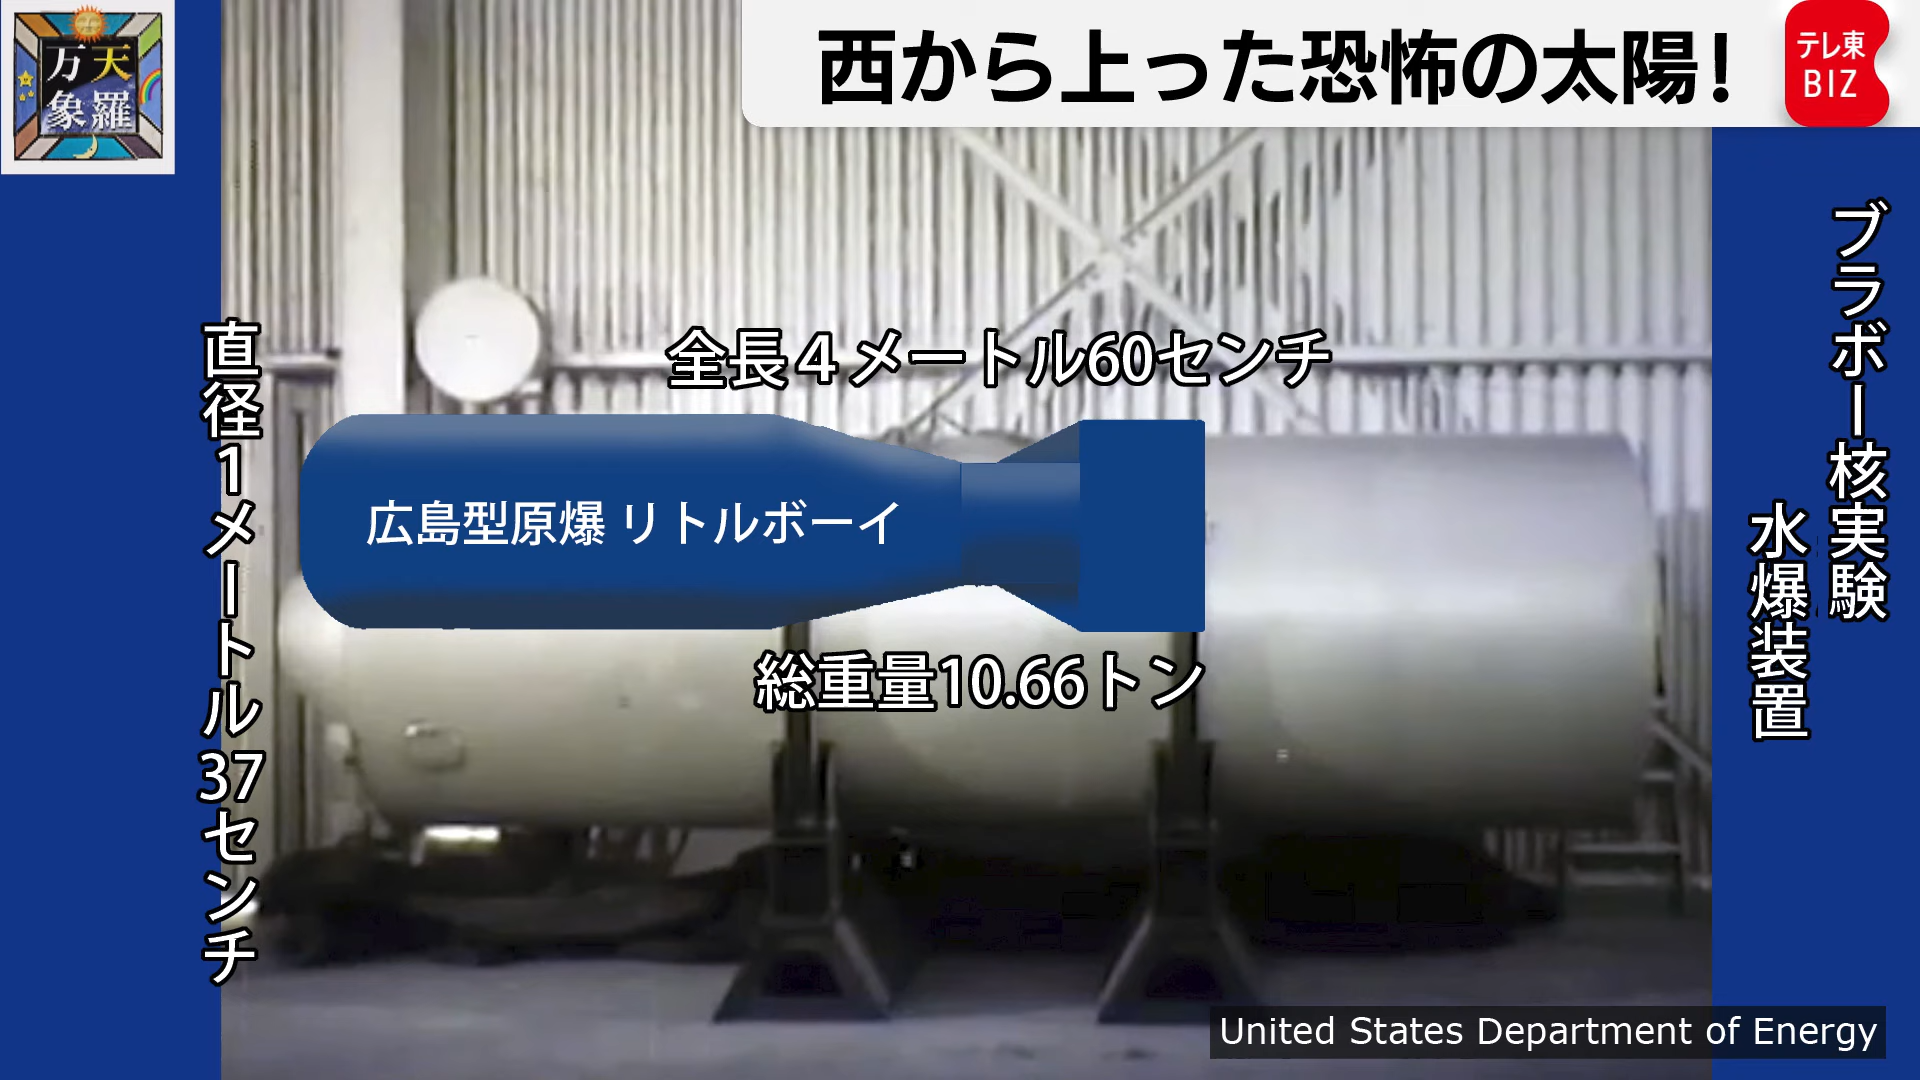 天羅
万象
西から上った恐怖の太陽！
テレ東
BIZ
ブラボー核実験
水爆装置
全長４メートル60センチ
直径1メートル37センチ
広島型原爆 リトルボーイ
総重量10.66トン
United States Department of Energy